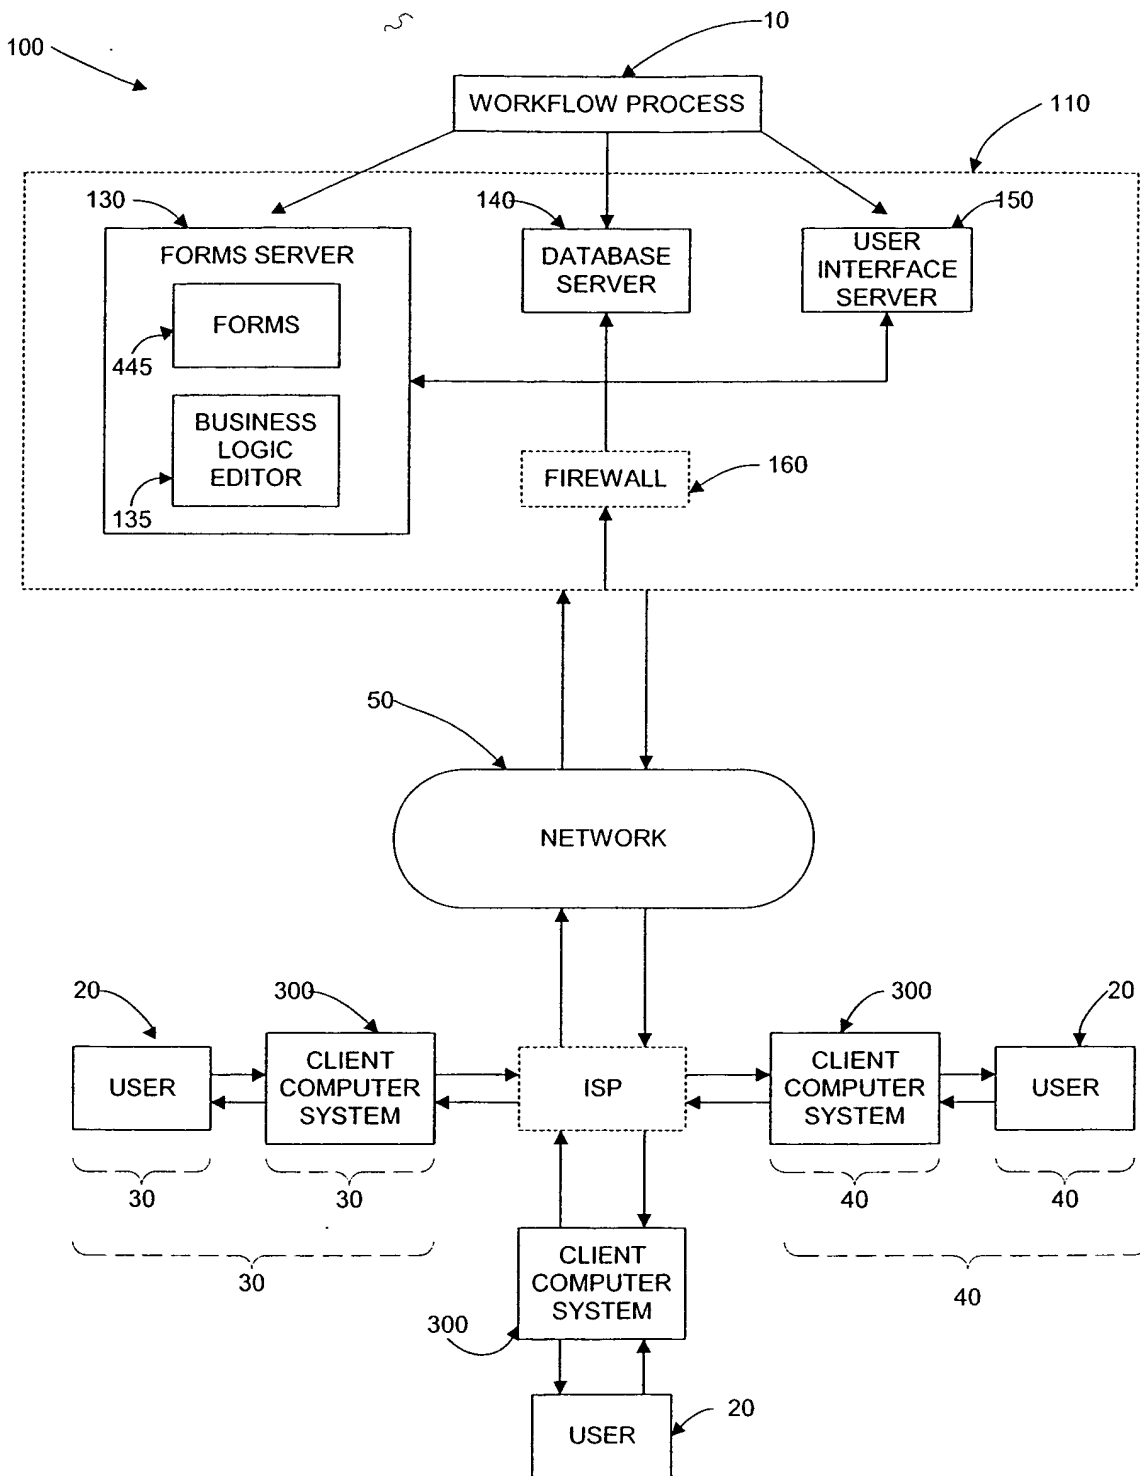 10
100
WORKFLOW PROCESS
110
130
140
150
FORMS SERVER
DATABASE
SERVER
USER
INTERFACE
SERVER
FORMS
445
BUSINESS
LOGIC
EDITOR
135
FIREWALL
160
50
NETWORK
20
300
300
20
USER
CLIENT
COMPUTER
SYSTEM
ISP
CLIENT
COMPUTER
SYSTEM
USER
30
30
40
40
30
CLIENT
COMPUTER
SYSTEM
40
300
USER
20